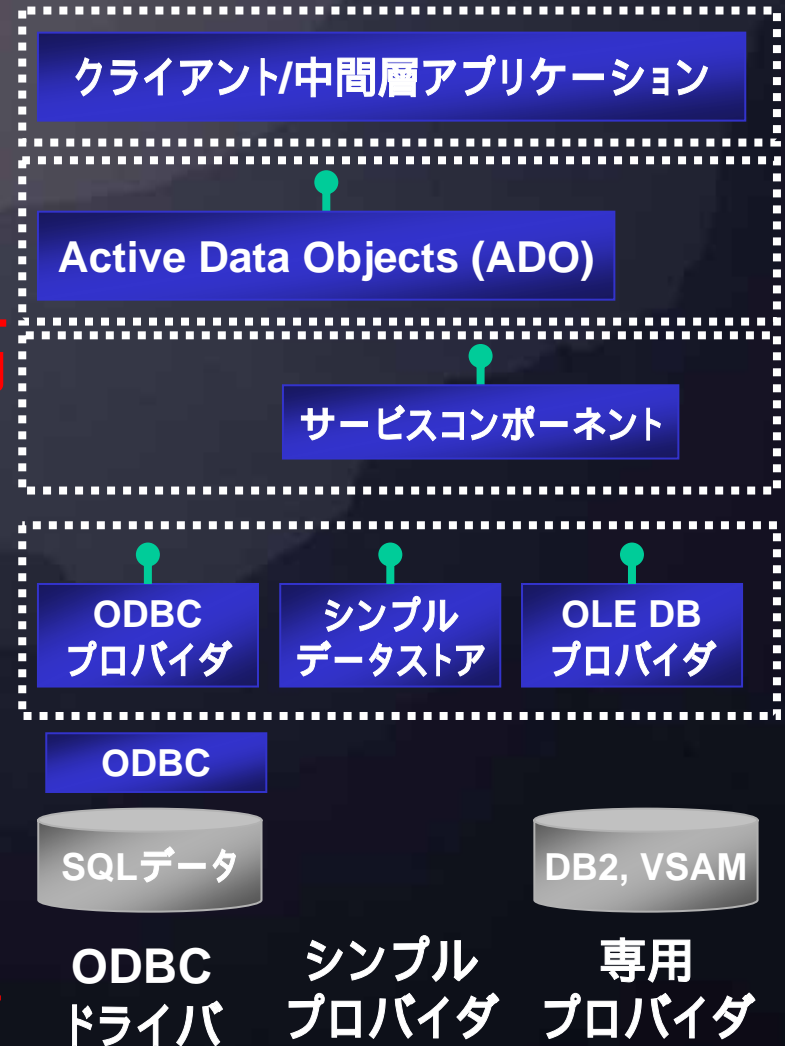 クライアント/中間層アプリケーション
Active Data Objects (ADO)
サービスコンポーネント
ODBC
プロバイダ
シンプル
データストア
OLE DB
プロバイダ
ODBC
SQLデータ
DB2, VSAM
ODBC
ドライバ
シンプル
プロバイダ
専用
プロバイダ